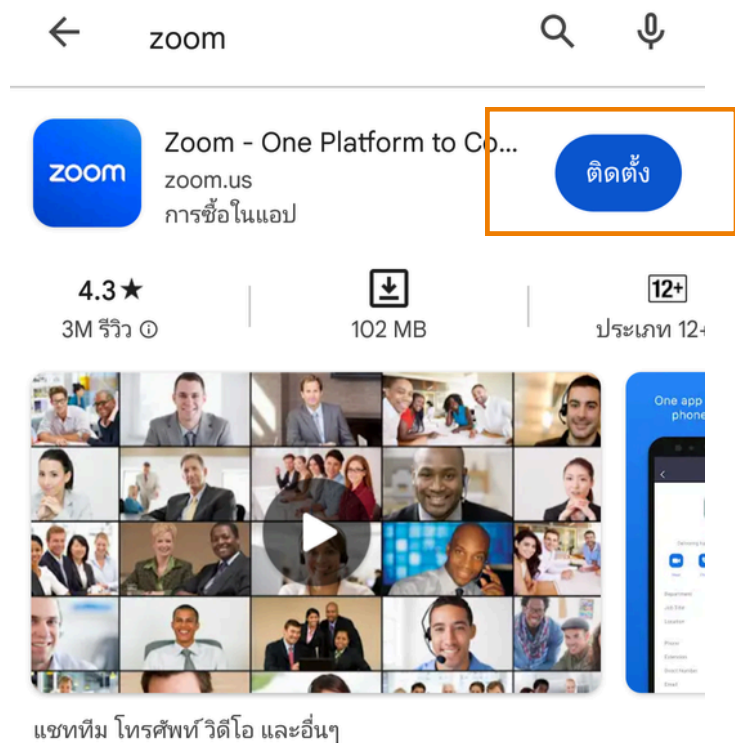 zoom
zoom
Zoom - One Platform to Co...
zoom.us
การซื้อในแอป
ติดตั้ง
4.3★
3M รีวิว
102 MB
12+
ประเภท 12+
One app
phone
แชททีม โทรศัพท์ วิดีโอ และอื่นๆ